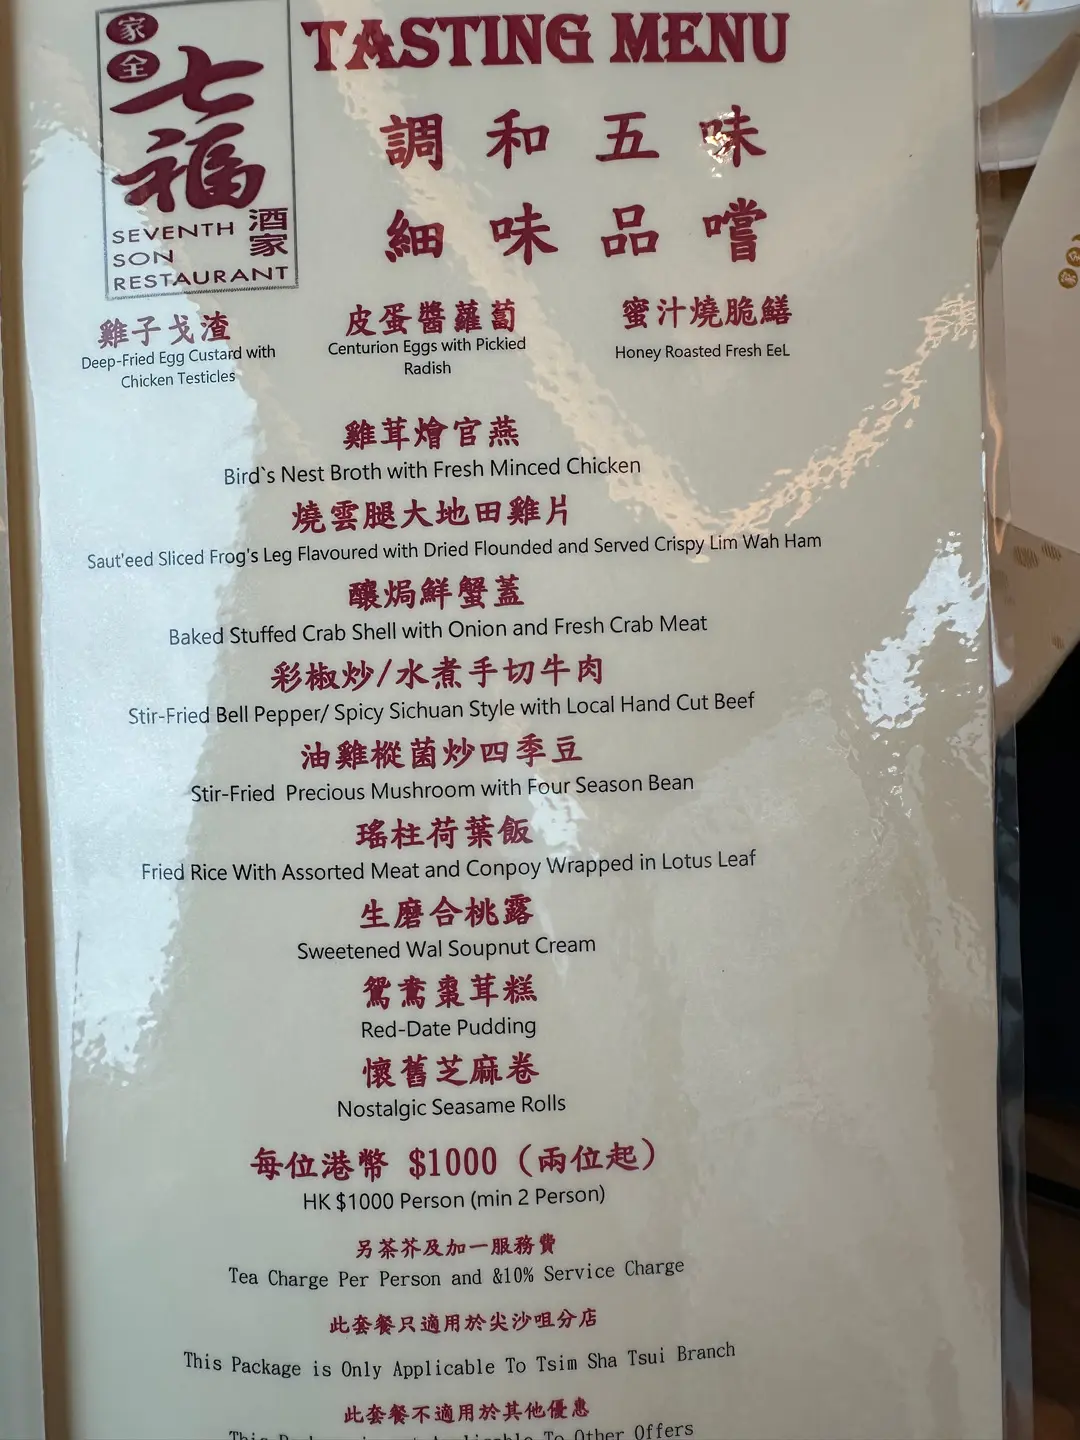 家全
七福
酒家
SEVENTH
SON
RESTAURANT
TASTING MENU
調和五味
細味品嚐
雞子戈渣
Deep-Fried Egg Custard with
Chicken Testicles
皮蛋醬蘿蔔
Centurion Eggs with Pickied
Radish
蜜汁燒脆鱔
Honey Roasted Fresh EeL
雞茸燴官燕
Bird`s Nest Broth with Fresh Minced Chicken
燒雲腿大地田雞片
Saut'eed Sliced Frog's Leg Flavoured with Dried Flounded and Served Crispy Lim Wah Ham
釀焗鮮蟹蓋
Baked Stuffed Crab Shell with Onion and Fresh Crab Meat
彩椒炒/水煮手切牛肉
Stir-Fried Bell Pepper/ Spicy Sichuan Style with Local Hand Cut Beef
油雞樅菌炒四季豆
Stir-Fried Precious Mushroom with Four Season Bean
瑤柱荷葉飯
Fried Rice With Assorted Meat and Conpoy Wrapped in Lotus Leaf
生磨合桃露
Sweetened Wal Soupnut Cream
鴛鴦棗茸糕
Red-Date Pudding
懷舊芝麻卷
Nostalgic Seasame Rolls
每位港幣 $1000（兩位起）
HK $1000 Person (min 2 Person)
另茶芥及加一服務費
Tea Charge Per Person and &10% Service Charge
此套餐只適用於尖沙咀分店
This Package is Only Applicable To Tsim Sha Tsui Branch
此套餐不適用於其他優惠
To Other Offers